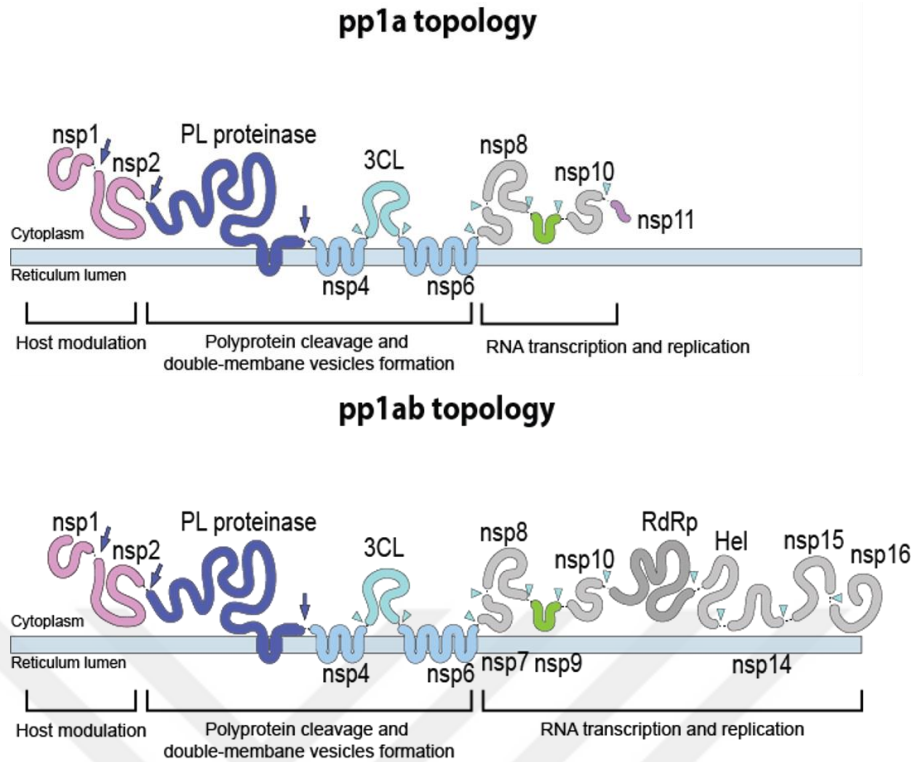 pp1a topology
nsp1
nsp2
PL proteinase
3CL
nsp8
nsp10
nsp11
Cytoplasm
Reticulum lumen
nsp4
nsp6
Host modulation
Polyprotein cleavage and
double-membane vesicles formation
RNA transcription and replication
pp1ab topology
nsp1
nsp2
PL proteinase
3CL
nsp8
nsp10
RdRp
Hel
nsp15
nsp16
Cytoplasm
Reticulum lumen
nsp4
nsp6
nsp7
nsp9
nsp14
Host modulation
Polyprotein cleavage and
double-membane vesicles formation
RNA transcription and replication